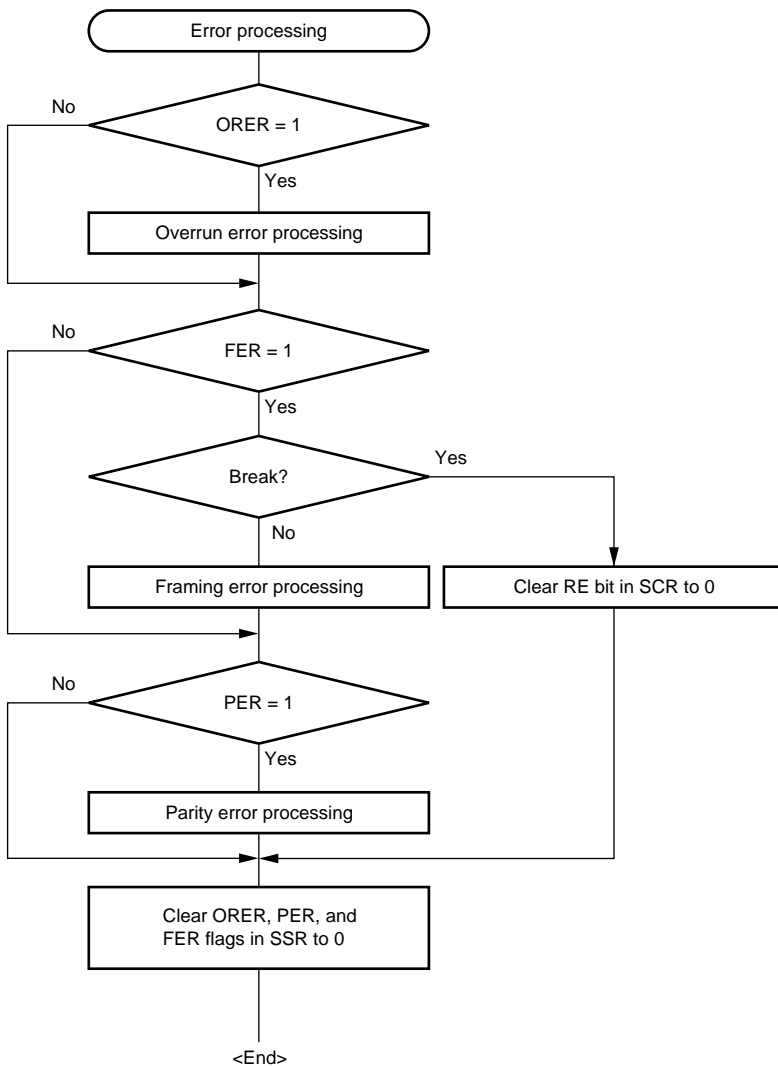 Error processing
No
ORER = 1
Yes
Overrun error processing
No
FER = 1
Yes
Break?
Yes
No
Framing error processing
Clear RE bit in SCR to 0
No
PER = 1
Yes
Parity error processing
Clear ORER, PER, and
FER flags in SSR to 0
<End>